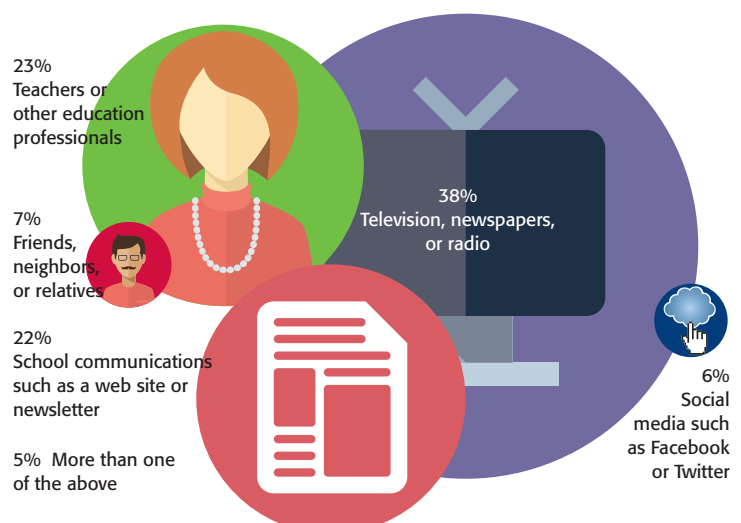 23%
Teachers or
other education
professionals
38%
Television, newspapers,
or radio
7%
Friends,
neighbors,
or relatives
22%
School communications
such as a web site or
newsletter
6%
Social
media such
as Facebook
or Twitter
5% More than one
of the above